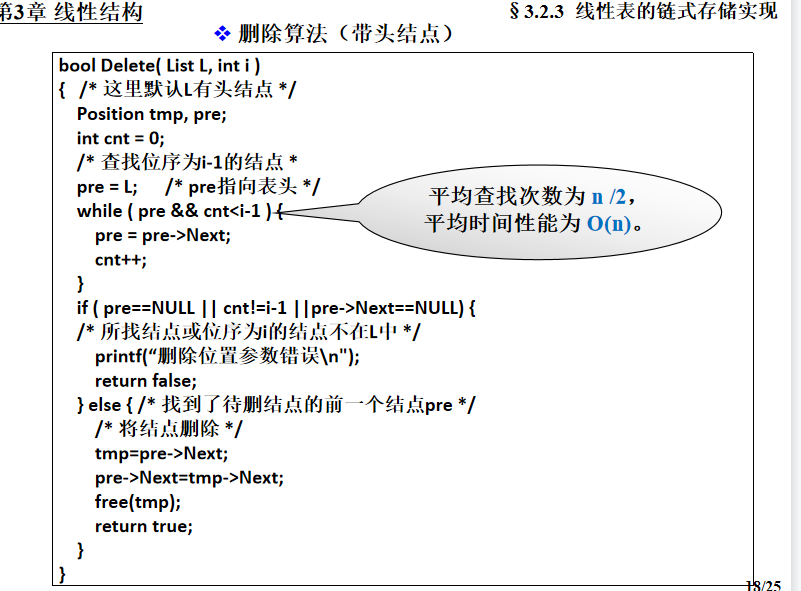 第3章 线性结构
§ 3.2.3 线性表的链式存储实现
❖ 删除算法（带头结点）
bool Delete( List L, int i )
{ /* 这里默认L有头结点 */
Position tmp, pre;
int cnt = 0;
/* 查找位序为i-1的结点 *
pre = L; /* pre指向表头 */
while ( pre && cnt<i-1 ) {
pre = pre->Next;
cnt++;
}
if ( pre==NULL || cnt!=i-1 ||pre->Next==NULL) {
/* 所找结点或位序为i的结点不在L中 */
printf(“删除位置参数错误\n");
return false;
} else { /* 找到了待删结点的前一个结点pre */
/* 将结点删除 */
tmp=pre->Next;
pre->Next=tmp->Next;
free(tmp);
return true;
}
}
平均查找次数为 n /2，
平均时间性能为 O(n)。
18/25